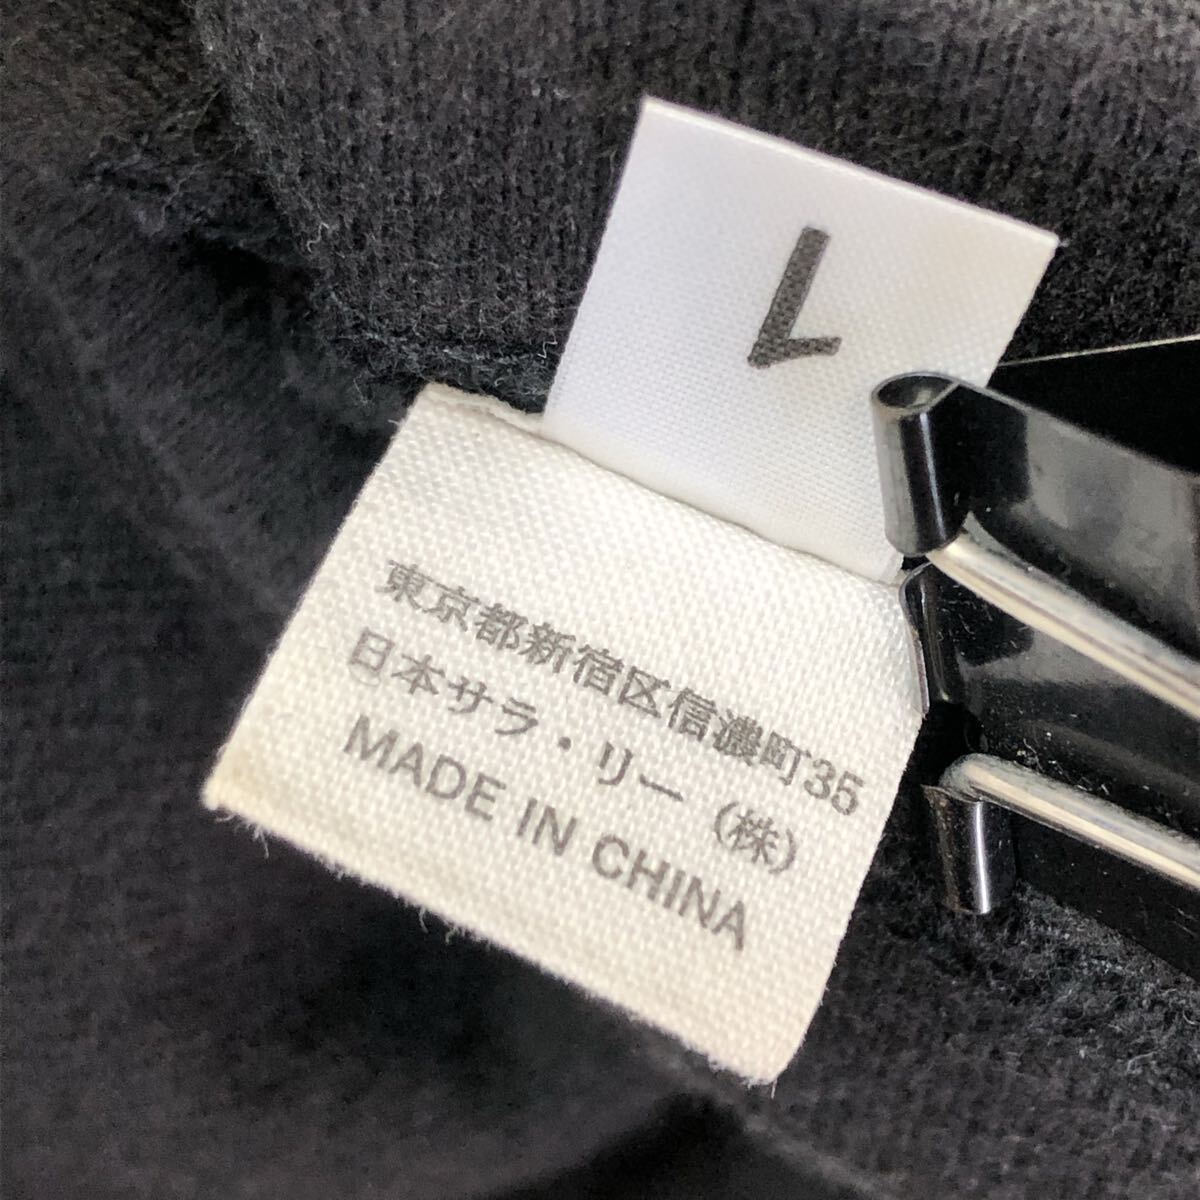 1
東京都新宿区信濃町35
日本サラ・リー(株)
MADE IN CHINA